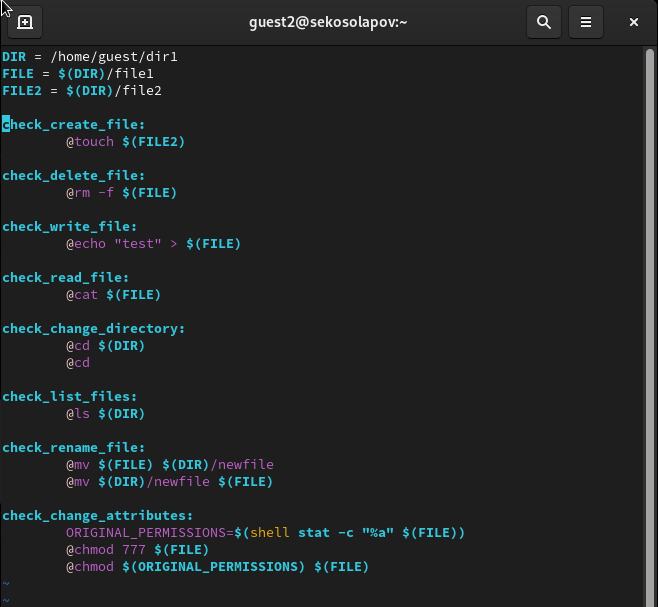 guest2@sekosolapov:~
DIR = /home/guest/dir1
FILE = $(DIR)/file1
FILE2 = $(DIR)/file2
check_create_file:
@touch $(FILE2)
check_delete_file:
@rm -f $(FILE)
check_write_file:
@echo "test" > $(FILE)
check_read_file:
@cat $(FILE)
check_change_directory:
@cd $(DIR)
@cd
check_list_files:
@ls $(DIR)
check_rename_file:
@mv $(FILE) $(DIR)/newfile
@mv $(DIR)/newfile $(FILE)
check_change_attributes:
ORIGINAL_PERMISSIONS=$(shell stat -c "%a" $(FILE))
@chmod 777 $(FILE)
@chmod $(ORIGINAL_PERMISSIONS) $(FILE)
~
~